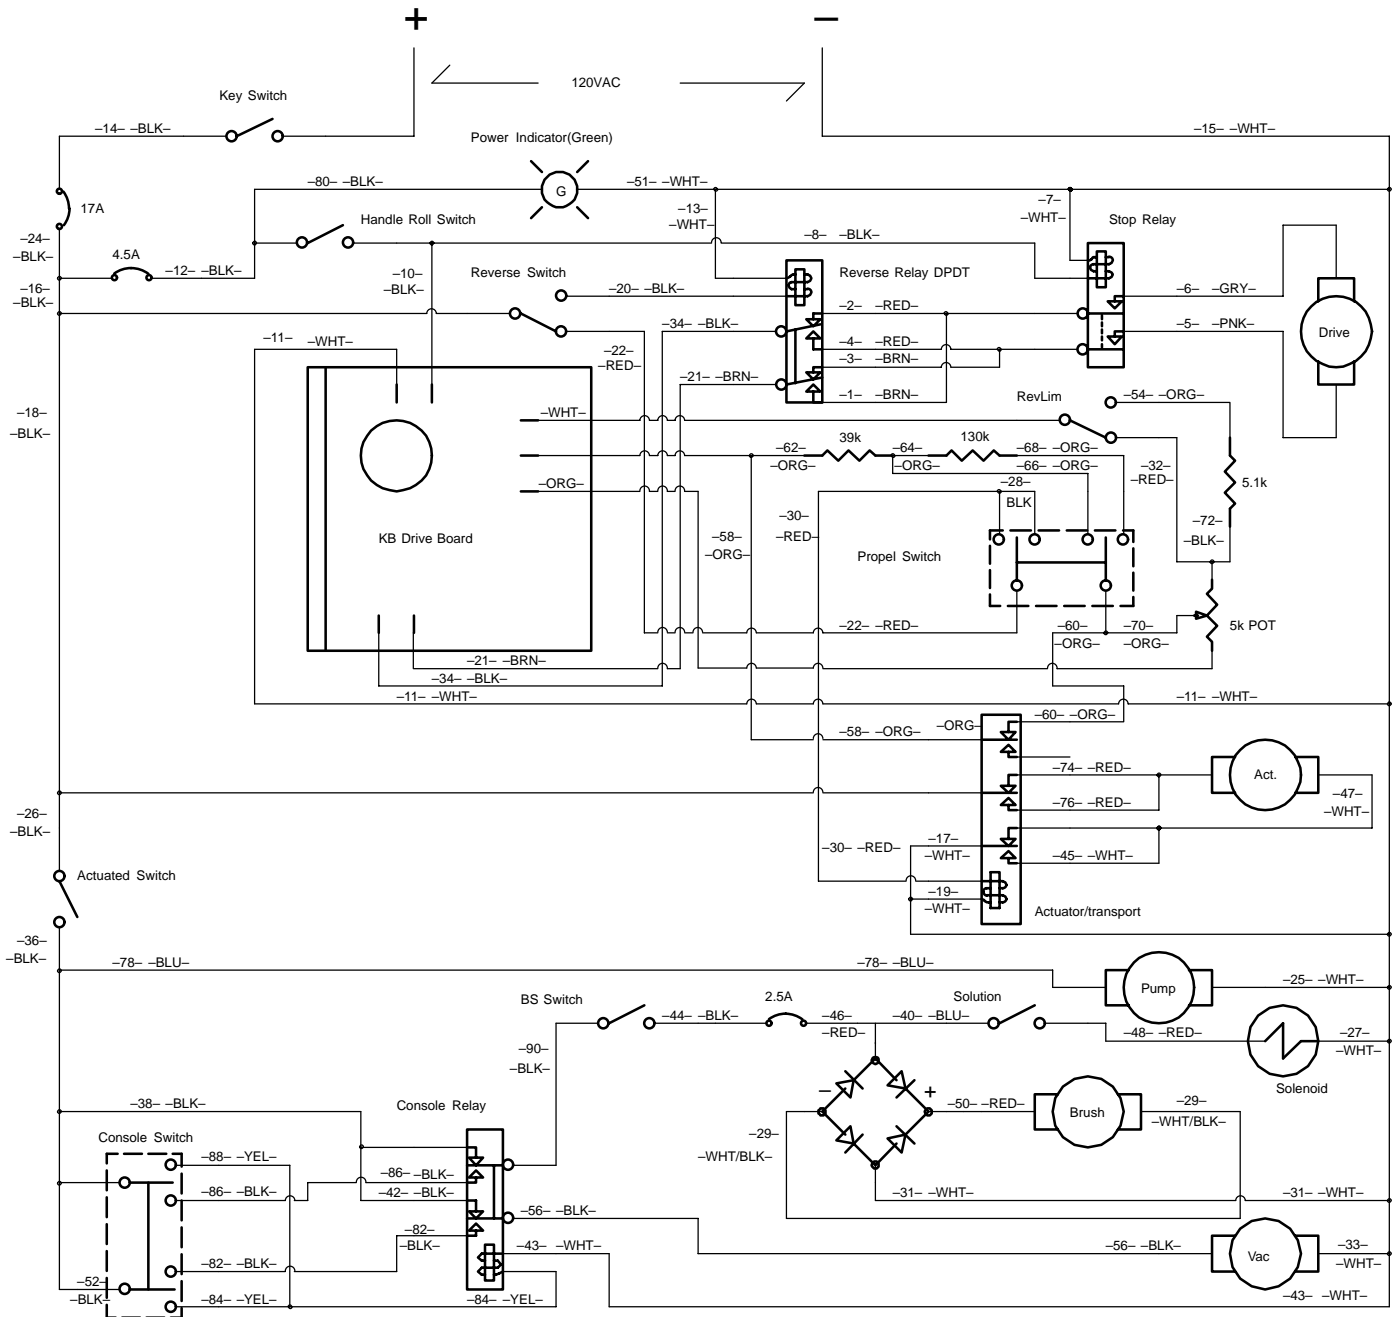 +
–
120VAC
Key Switch
–14– –BLK–
–15– –WHT–
Power Indicator(Green)
–80– –BLK–
G
–51– –WHT–
17A
–13–
–WHT–
–7–
–WHT–
Handle Roll Switch
Stop Relay
–24–
–BLK–
–8– –BLK–
4.5A
–12– –BLK–
–10–
–BLK–
Reverse Switch
Reverse Relay DPDT
–16–
–BLK–
–20– –BLK–
–6– –GRY–
–2– –RED–
–34– –BLK–
–5– –PNK–
Drive
–11– –WHT–
–22–
–RED–
–4– –RED–
–3– –BRN–
–21– –BRN–
–1– –BRN–
RevLim
–54– –ORG–
–18–
–BLK–
–WHT–
–62–
–ORG–
39k
–64–
–ORG–
130k
–68– –ORG–
–66– –ORG–
–32–
–RED–
5.1k
–ORG–
–28–
BLK
–30–
–RED–
–72–
–BLK–
KB Drive Board
–58–
–ORG–
Propel Switch
–22– –RED–
–60–
–ORG–
–70–
–ORG–
5k POT
–21– –BRN–
–34– –BLK–
–11– –WHT–
–11– –WHT–
–58– –ORG–
–ORG–
–60– –ORG–
–74– –RED–
Act.
–76– –RED–
–47–
–WHT–
–26–
–BLK–
–30– –RED–
–17–
–WHT–
–45– –WHT–
Actuated Switch
–19–
–WHT–
Actuator/transport
–36–
–BLK–
–78– –BLU–
–78– –BLU–
Pump
–25– –WHT–
BS Switch
2.5A
Solution
–44– –BLK–
–46–
–RED–
–40– –BLU–
–48– –RED–
–27–
–WHT–
Solenoid
–90–
–BLK–
–38– –BLK–
Console Relay
–
+
–50– –RED–
Brush
–29–
–WHT/BLK–
–29–
–WHT/BLK–
Console Switch
–88– –YEL–
–86– –BLK–
–86– –BLK–
–42– –BLK–
–31– –WHT–
–31– –WHT–
–56– –BLK–
–82–
–BLK–
–43– –WHT–
–56– –BLK–
Vac
–33–
–WHT–
–82– –BLK–
–52–
–BLK–
–84– –YEL–
–84– –YEL–
–43– –WHT–